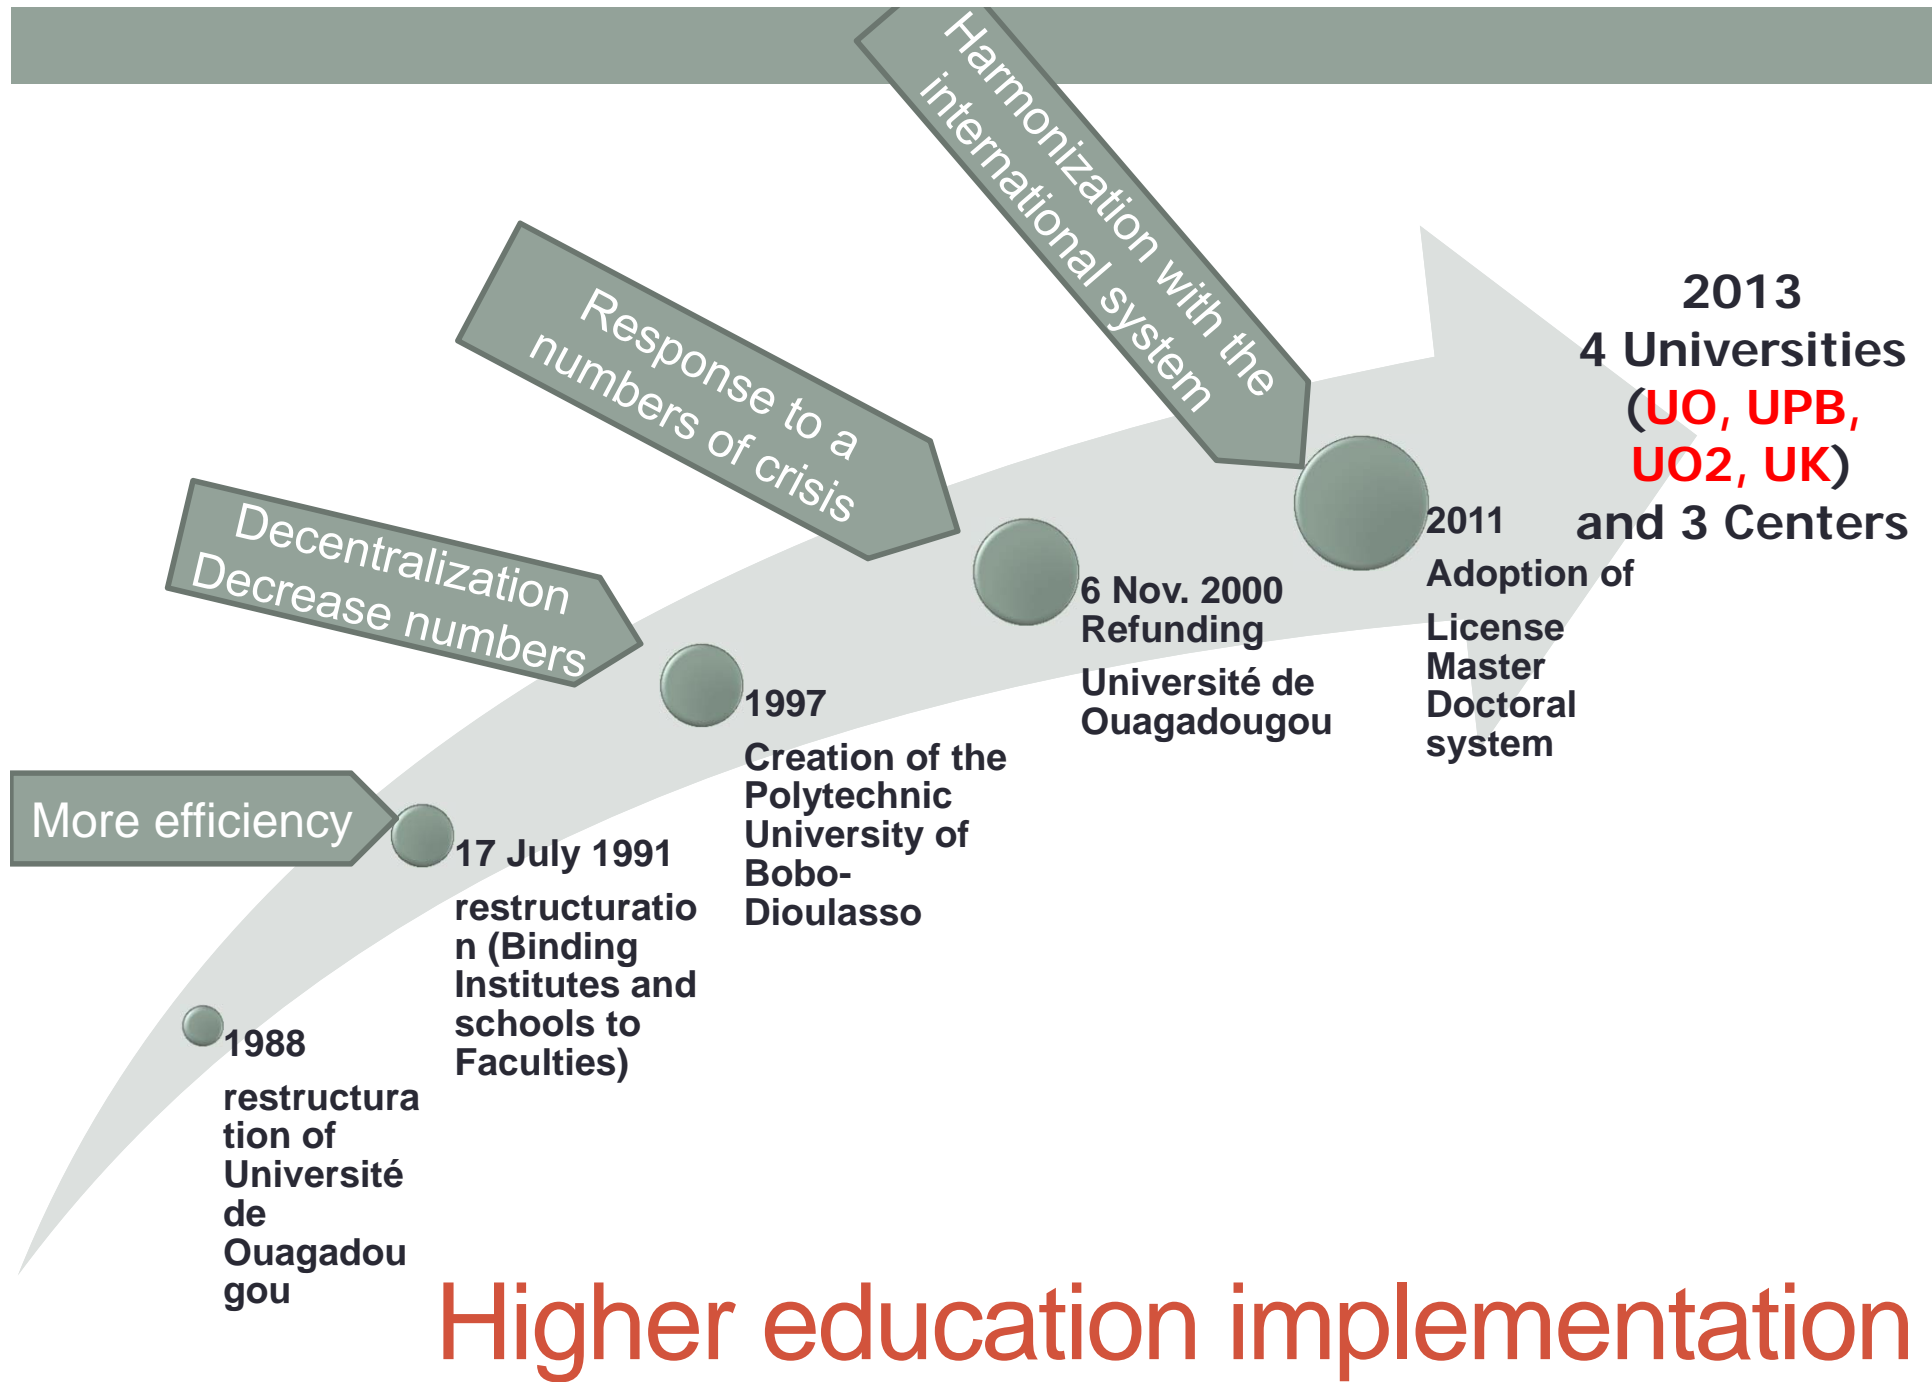 Harmonization with the
international system
Response to a
numbers of crisis
Decentralization
Decrease numbers
More efficiency
1988
restructura
tion of
Université
de
Ouagadou
gou
17 July 1991
restructuratio
n (Binding
Institutes and
schools to
Faculties)
1997
Creation of the
Polytechnic
University of
Bobo-
Dioulasso
6 Nov. 2000
Refunding
Université de
Ouagadougou
2011
Adoption of
License
Master
Doctoral
system
2013
4 Universities
(UO, UPB,
UO2, UK)
and 3 Centers
Higher education implementation